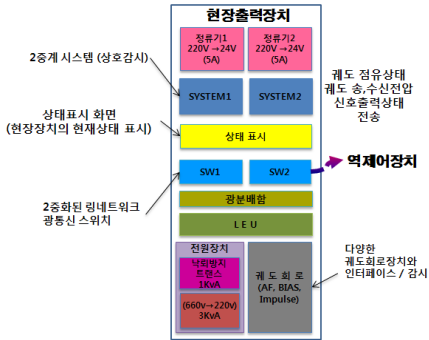 현장출력장치
정류기1
220V →24V
(5A)
정류기2
220V →24V
(5A)
2중계 시스템 (상호감시)
SYSTEM1
SYSTEM2
궤도 점유상태
궤도 송,수신전압
신호출력상태
전송
상태표시 화면
(현장장치의 현재상태 표시)
상태 표시
SW1
SW2
역제어장치
2중화된 링네트워크
광통신 스위치
광분배함
L E U
전원장치
낙뢰방지
트랜스
1KvA
(660v→220v)
3KvA
궤 도 회 로
(AF, BIAS,
Impulse)
다양한
궤도회로장치와
인터페이스 / 감시